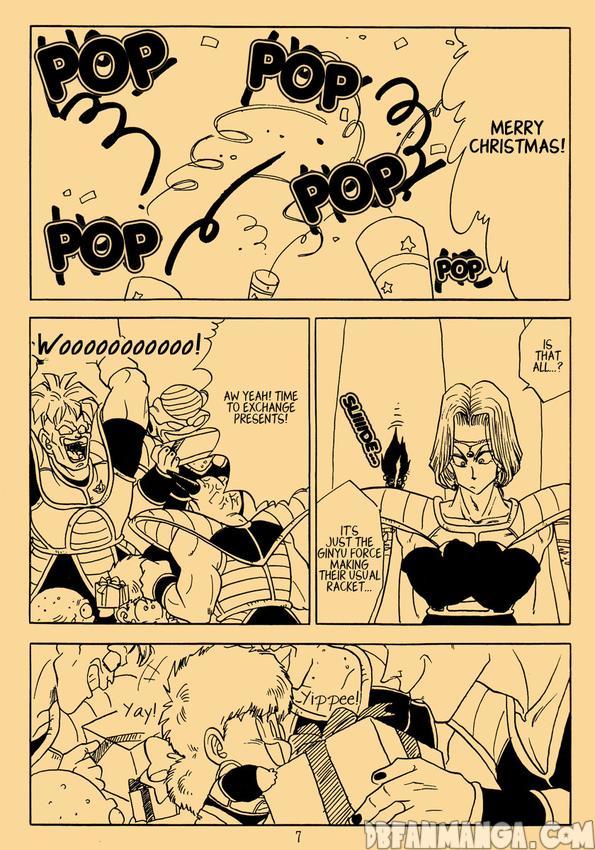 POP
POP
POP
POP
POP
MERRY
CHRISTMAS!
WOOOOOOOOOOO!
AW YEAH! TIME
TO EXCHANGE
PRESENTS!
IS
THAT
ALL...?
IT'S
JUST THE
GINYU FORCE
MAKING
THEIR USUAL
RACKET...
Yay!
Yippee!
7
DBFANMANGA.COM